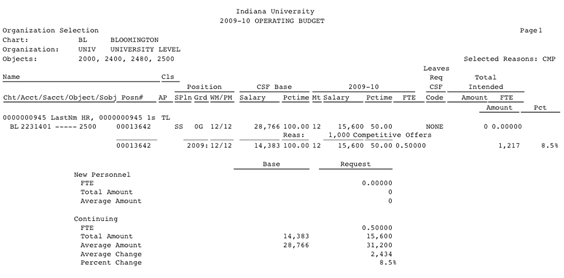 Indiana University
2009-10 OPERATING BUDGET
Organization Selection Page1
Chart: BL BLOOMINGTON
Organization: UNIV UNIVERSITY LEVEL
Objects: 2000, 2400, 2480, 2500 Selected Reasons: CMP
Leaves
Name Cls Req Total
Position CSF Base 2009-10 CSF Intended
Cht/Acct/Sacct/Object/Sobj Posn# AP SPln Grd WM/PM Salary Pctime Mt Salary Pctime FTE Code Amount FTE
Amount Pct
0000000945 LastNm HR, 0000000945 1s TL
BL 2231401 ----- 2500 00013642 SS 0G 12/12 28,766 100.00 12 15,600 50.00 NONE 0 0.00000
Reas: 1,000 Competitive Offers
00013642 2009: 12/12 14,383 100.00 12 15,600 50.00 0.50000 1,217 8.5%
Base Request
New Personnel
FTE 0.00000
Total Amount 0
Average Amount 0
Continuing
FTE 0.50000
Total Amount 14,383 15,600
Average Amount 28,766 31,200
Average Change 2,434
Percent Change 8.5%